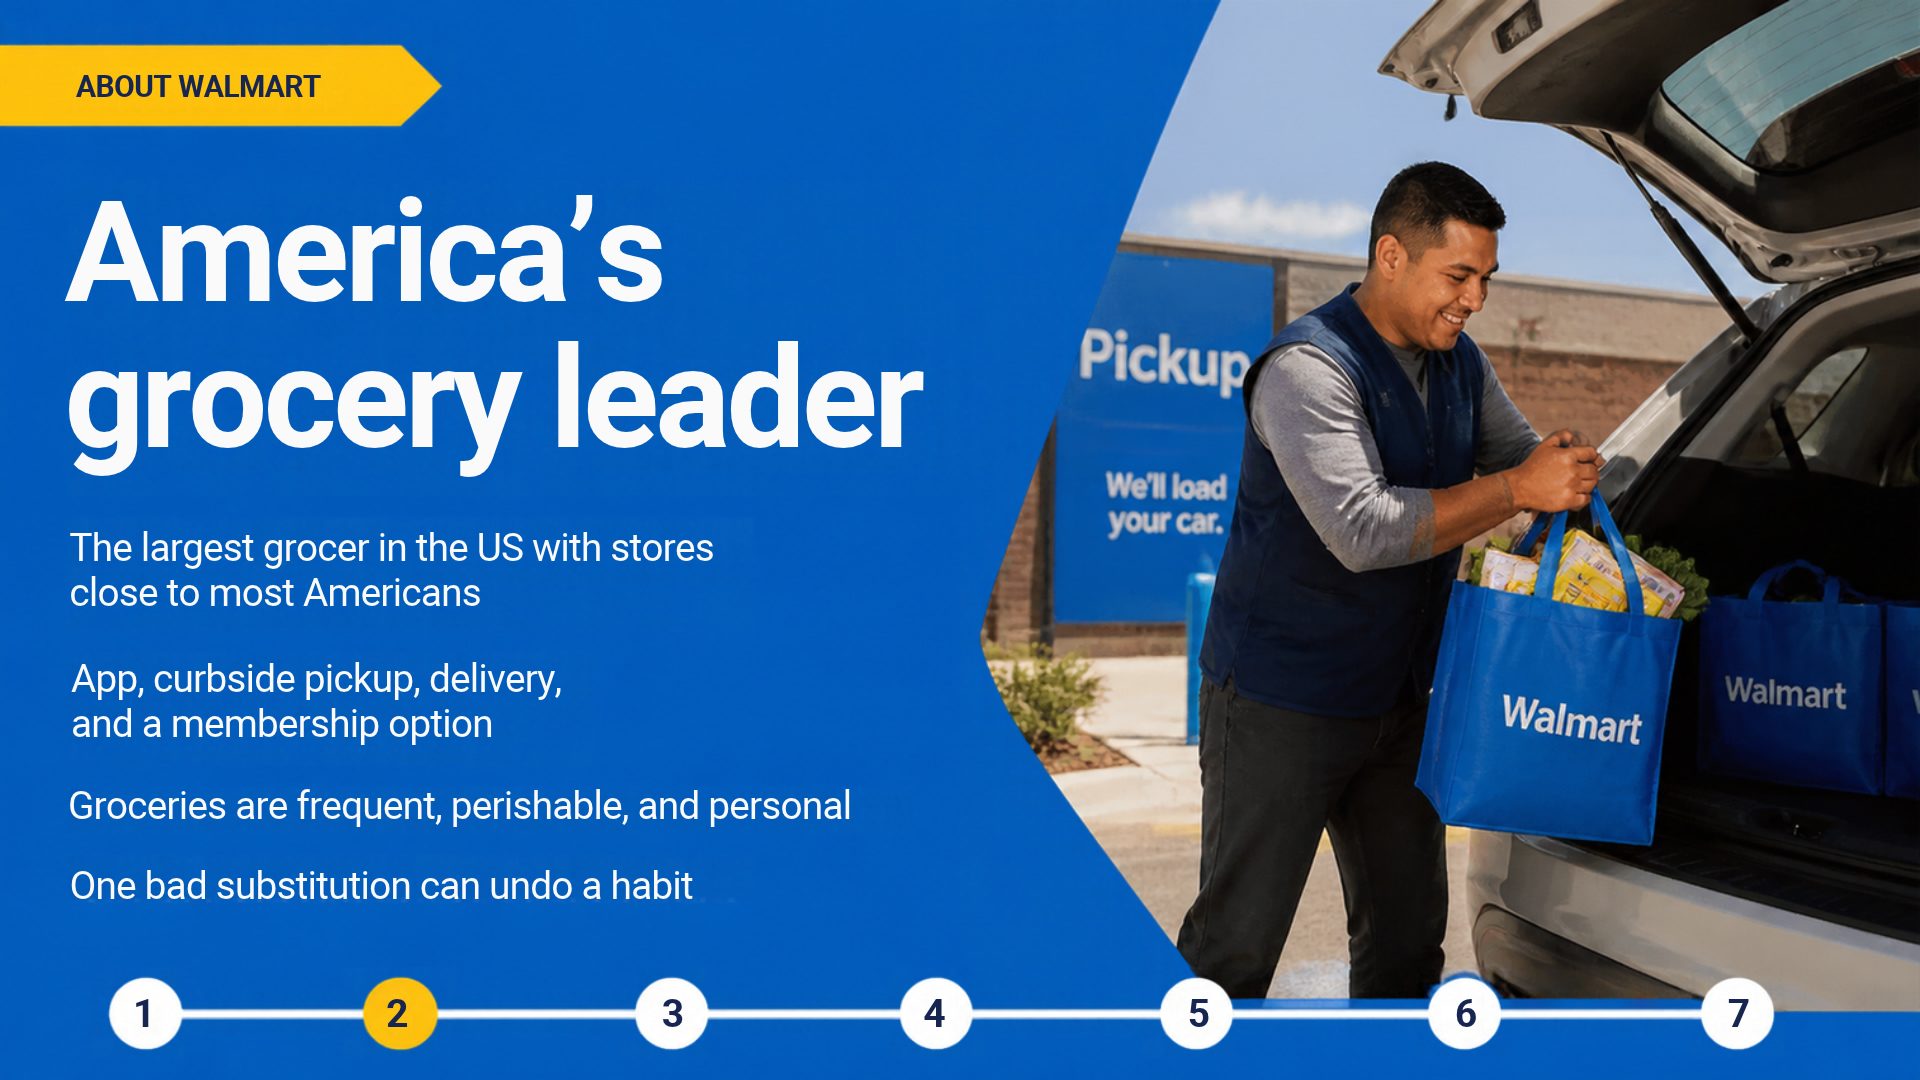 ABOUT WALMART
America’s
grocery leader
The largest grocer in the US with stores
close to most Americans
App, curbside pickup, delivery,
and a membership option
Groceries are frequent, perishable, and personal
One bad substitution can undo a habit
Pickup
We'll load
your car.
Walmart
Walmart
1 2 3 4 5 6 7